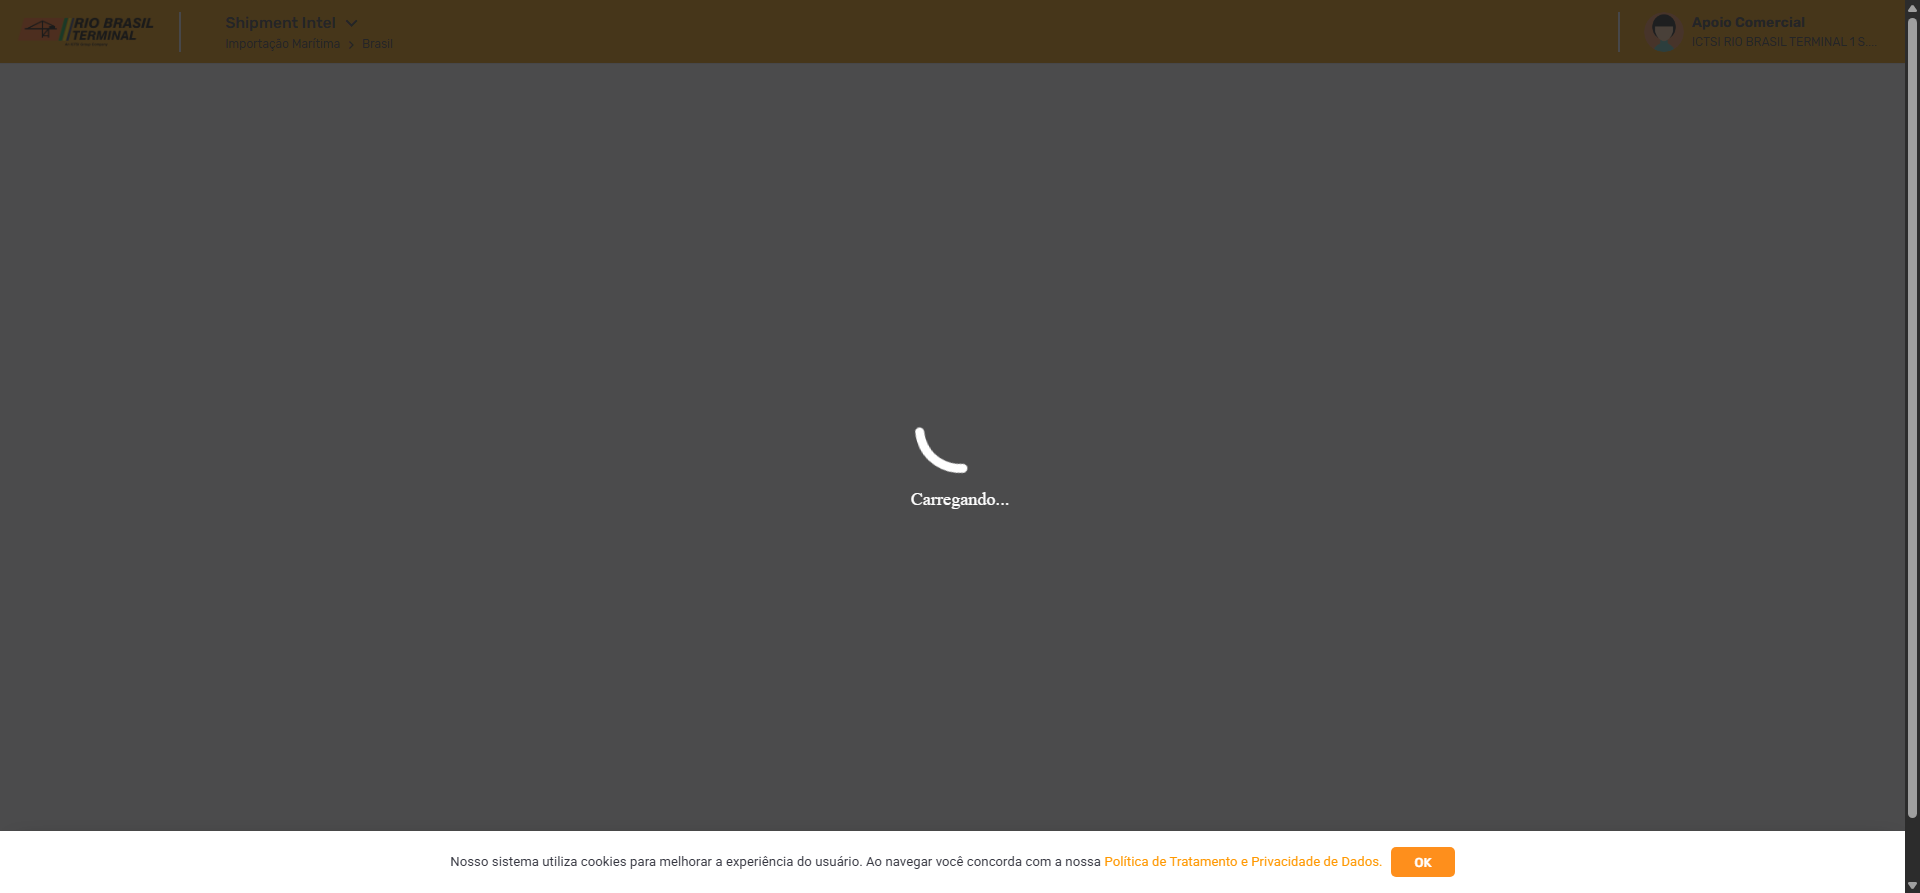 RIO BRASIL
TERMINAL
Shipment Intel
Importação Marítima > Brasil
Apoio Comercial
ICTSI RIO BRASIL TERMINAL 1 S...
Carregando...
Nosso sistema utiliza cookies para melhorar a experiência do usuário. Ao navegar você concorda com a nossa Política de Tratamento e Privacidade de Dados. OK